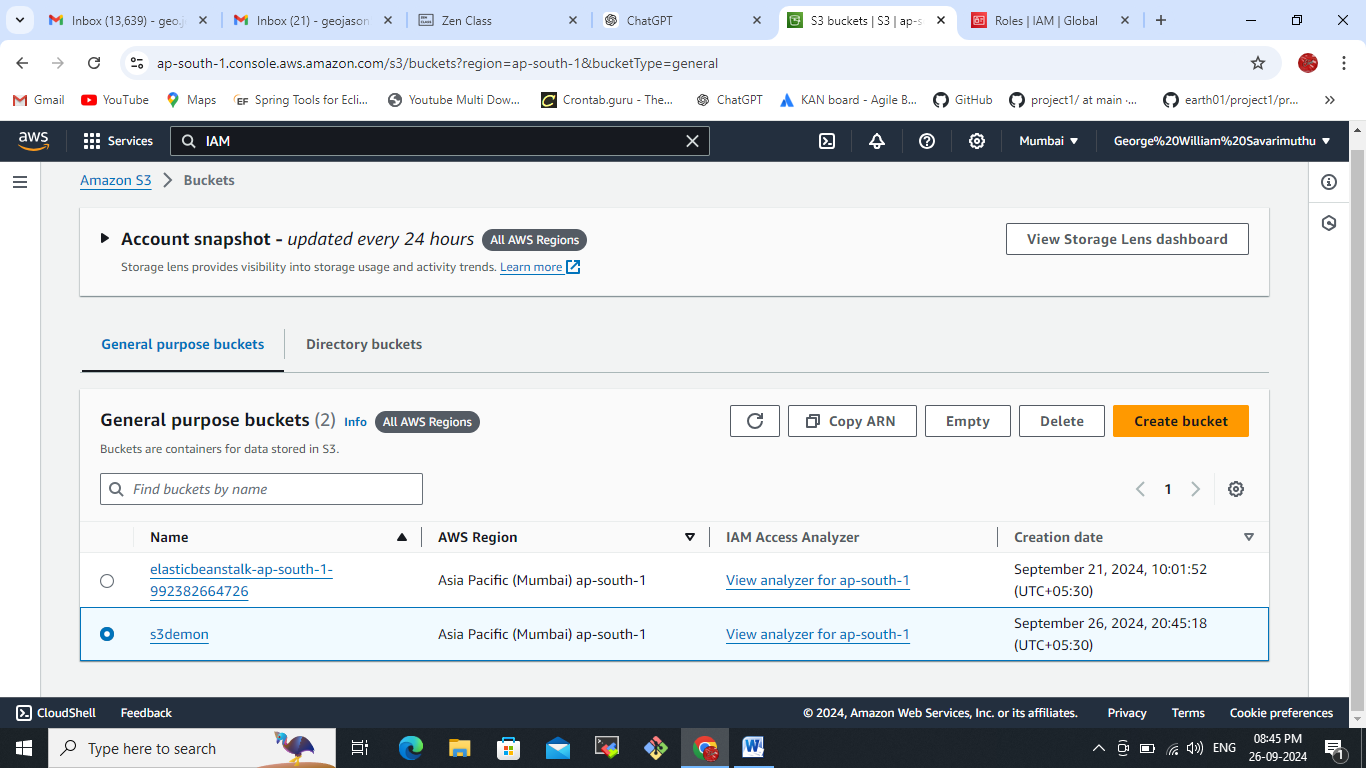 Inbox (13,639) - geo.j
Inbox (21) - geojason
Zen Class
ChatGPT
S3 buckets | S3 | ap-s
Roles | IAM | Global
ap-south-1.console.aws.amazon.com/s3/buckets?region=ap-south-1&bucketType=general
Gmail
YouTube
Maps
Spring Tools for Ecli...
Youtube Multi Dow...
Crontab.guru - The...
ChatGPT
KAN board - Agile B...
GitHub
project1/ at main ·...
earth01/project1/pr...
aws
Services
IAM
Mumbai
George%20William%20Savarimuthu
Amazon S3
Buckets
Account snapshot - updated every 24 hours
All AWS Regions
View Storage Lens dashboard
Storage lens provides visibility into storage usage and activity trends. Learn more
General purpose buckets
Directory buckets
General purpose buckets (2)
Info
All AWS Regions
Copy ARN
Empty
Delete
Create bucket
Buckets are containers for data stored in S3.
Find buckets by name
1
Name
AWS Region
IAM Access Analyzer
Creation date
elasticbeanstalk-ap-south-1-
992382664726
Asia Pacific (Mumbai) ap-south-1
View analyzer for ap-south-1
September 21, 2024, 10:01:52
(UTC+05:30)
s3demon
Asia Pacific (Mumbai) ap-south-1
View analyzer for ap-south-1
September 26, 2024, 20:45:18
(UTC+05:30)
CloudShell
Feedback
© 2024, Amazon Web Services, Inc. or its affiliates.
Privacy
Terms
Cookie preferences
Type here to search
ENG
08:45 PM
26-09-2024
1